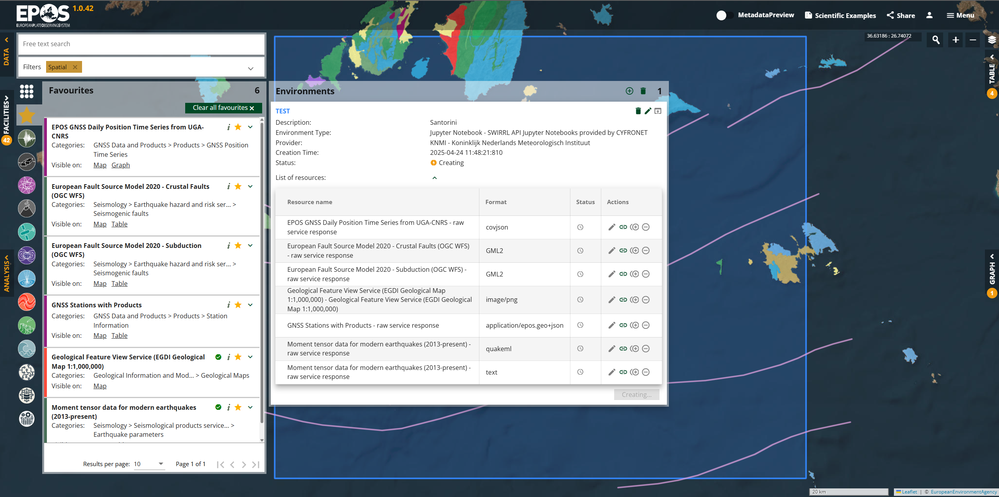 EPOS 1.0.42
EUROPEANPLATEOBSERVINGSYSTEM
MetadataPreview
Scientific Examples
Share
Menu
DATA
FACILITIES
42
ANALYSIS
Free text search
Filters Spatial
36.63186 : 26.74072
TABLE
4
GRAPH
1
Favourites 6
Clear all favourites
EPOS GNSS Daily Position Time Series from UGA-
CNRS
Categories: GNSS Data and Products > Products > GNSS Position
Time Series
Visible on: Map Graph
European Fault Source Model 2020 - Crustal Faults
(OGC WFS)
Categories: Seismology > Earthquake hazard and risk ser... >
Seismogenic faults
Visible on: Map Table
European Fault Source Model 2020 - Subduction
(OGC WFS)
Categories: Seismology > Earthquake hazard and risk ser... >
Seismogenic faults
Visible on: Map Table
GNSS Stations with Products
Categories: GNSS Data and Products > Products > Station
Information
Visible on: Map Table
Geological Feature View Service (EGDI Geological
Map 1:1,000,000)
Categories: Geological Information and Mod... > Geological Maps
Visible on: Map
Moment tensor data for modern earthquakes
(2013-present)
Categories: Seismology > Seismological products service... >
Earthquake parameters
Results per page: 10 Page 1 of 1
Environments 1
TEST
Description: Santorini
Environment Type: Jupyter Notebook - SWIRRL API Jupyter Notebooks provided by CYFRONET
Provider: KNMI - Koninklijk Nederlands Meteorologisch Instituut
Creation Time: 2025-04-24 11:48:21:810
Status: Creating
List of resources:
Resource name Format Status Actions
EPOS GNSS Daily Position Time Series from UGA-CNRS - raw
service response
covjson
European Fault Source Model 2020 - Crustal Faults (OGC WFS)
- raw service response
GML2
European Fault Source Model 2020 - Subduction (OGC WFS) -
raw service response
GML2
Geological Feature View Service (EGDI Geological Map
1:1,000,000) - Geological Feature View Service (EGDI Geological
Map 1:1,000,000)
image/png
GNSS Stations with Products - raw service response application/epos.geo+json
Moment tensor data for modern earthquakes (2013-present) -
raw service response
quakeml
Moment tensor data for modern earthquakes (2013-present) -
raw service response
text
Creating...
20 km
Leaflet | © EuropeanEnvironmentAgency